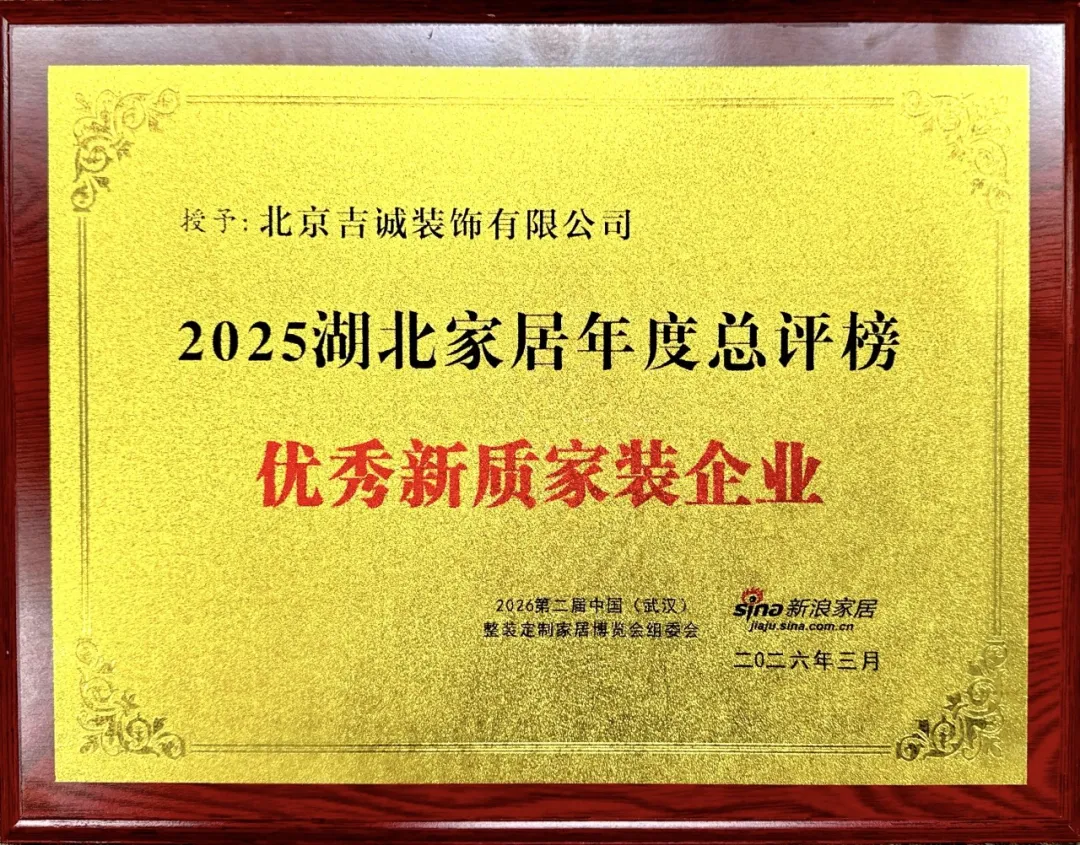 授予:北京吉诚装饰有限公司
2025湖北家居年度总评榜
优秀新质家装企业
2026第二届中国（武汉）
整装定制家居博览会组委会
sina新浪家居
jiaju.sina.com.cn
二〇二六年三月